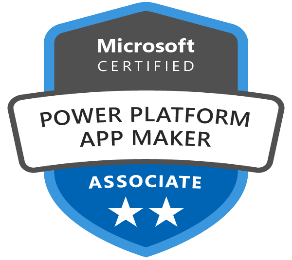 Microsoft
CERTIFIED
POWER PLATFORM
APP MAKER
ASSOCIATE